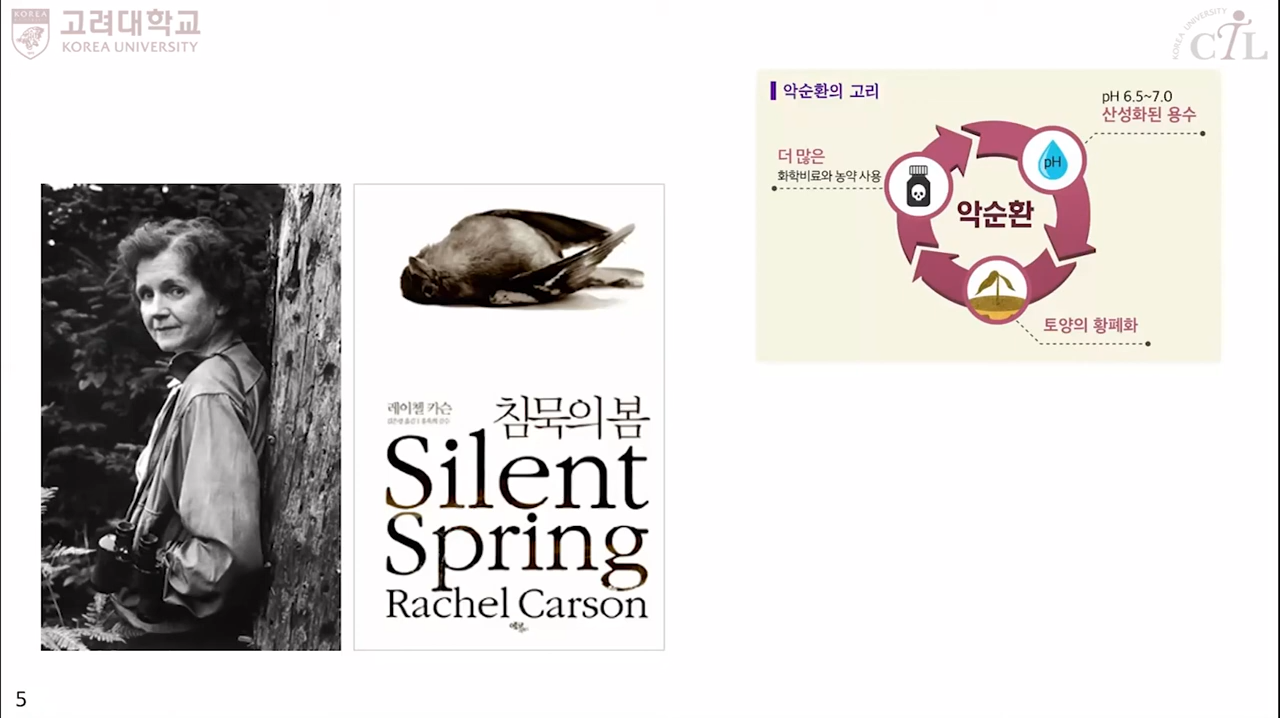 KOREA
고려대학교
KOREA UNIVERSITY
KOREA UNIVERSITY
CTL
악순환의 고리
pH 6.5~7.0
산성화된 용수
더 많은
화학비료와 농약 사용
pH
악순환
토양의 황폐화
레이첼 카슨
침묵의 봄
Silent
Spring
Rachel Carson
5